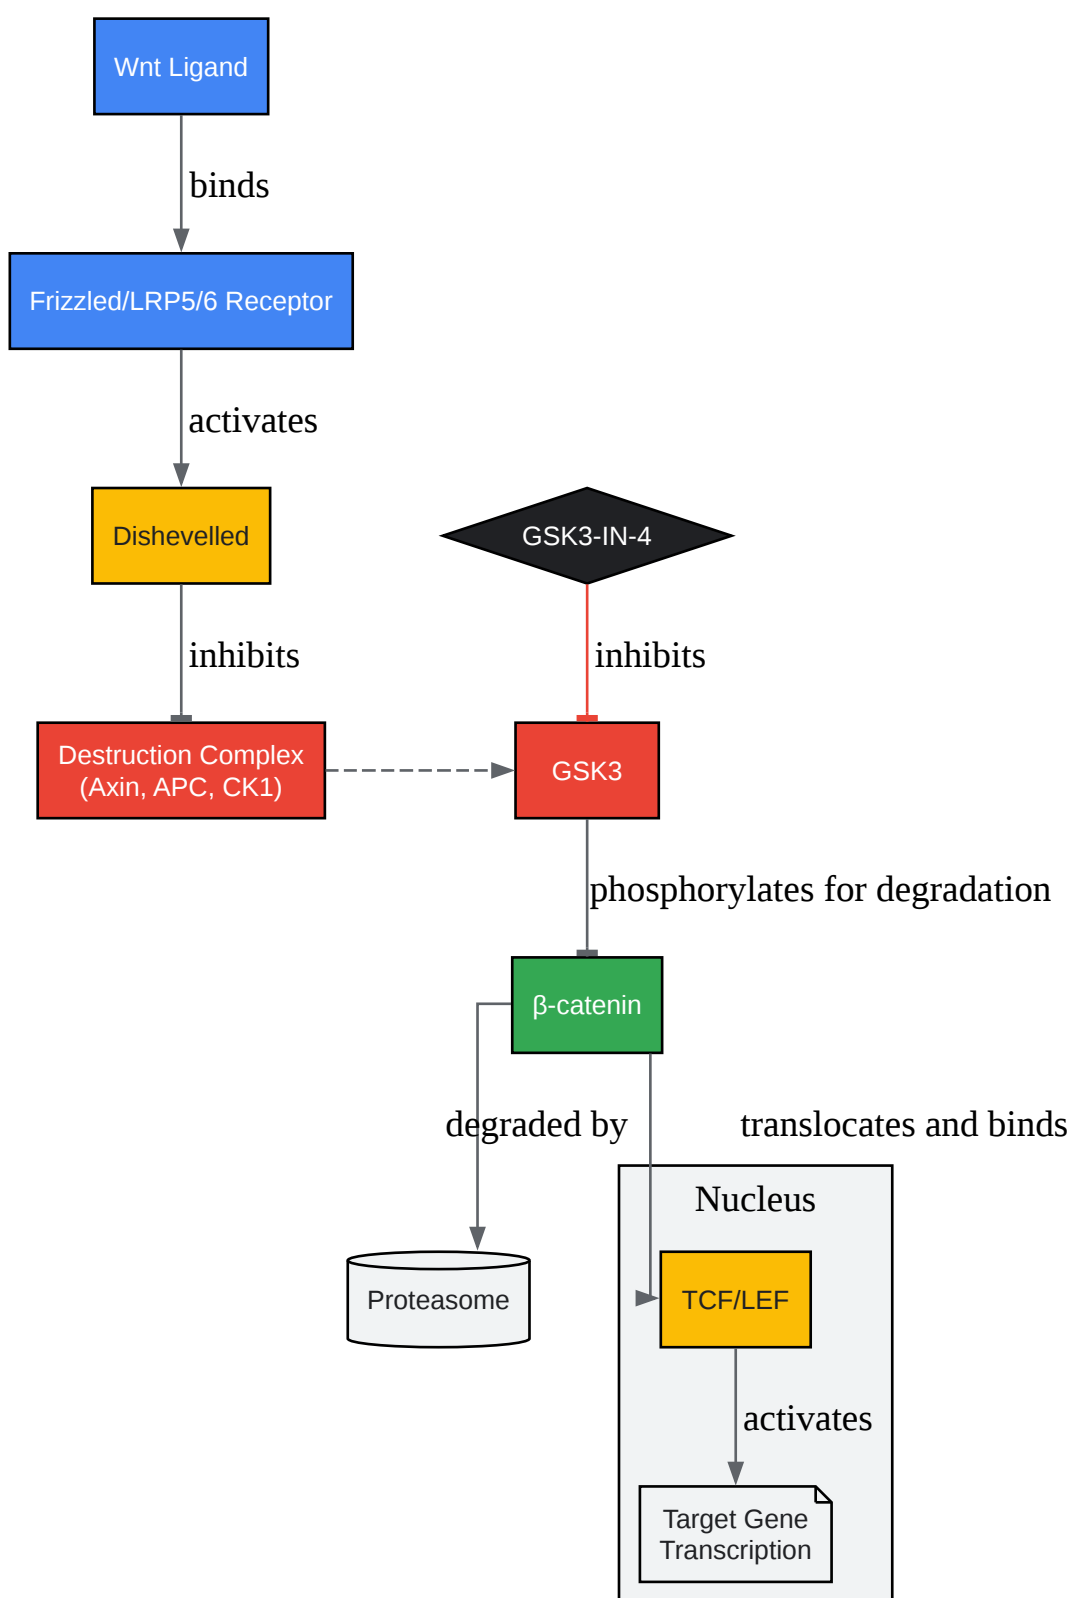 Wnt Ligand
binds
Frizzled/LRP5/6 Receptor
activates
Dishevelled
GSK3-IN-4
inhibits
inhibits
Destruction Complex
(Axin, APC, CK1)
GSK3
phosphorylates for degradation
β-catenin
degraded by
translocates and binds
Nucleus
Proteasome
TCF/LEF
activates
Target Gene
Transcription